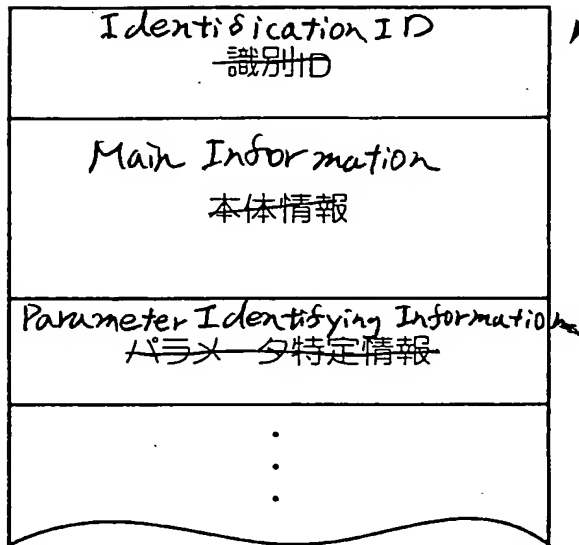 Identification ID
識別ID
Main Information
本体情報
Parameter Identifying Information
パラメータ特定情報